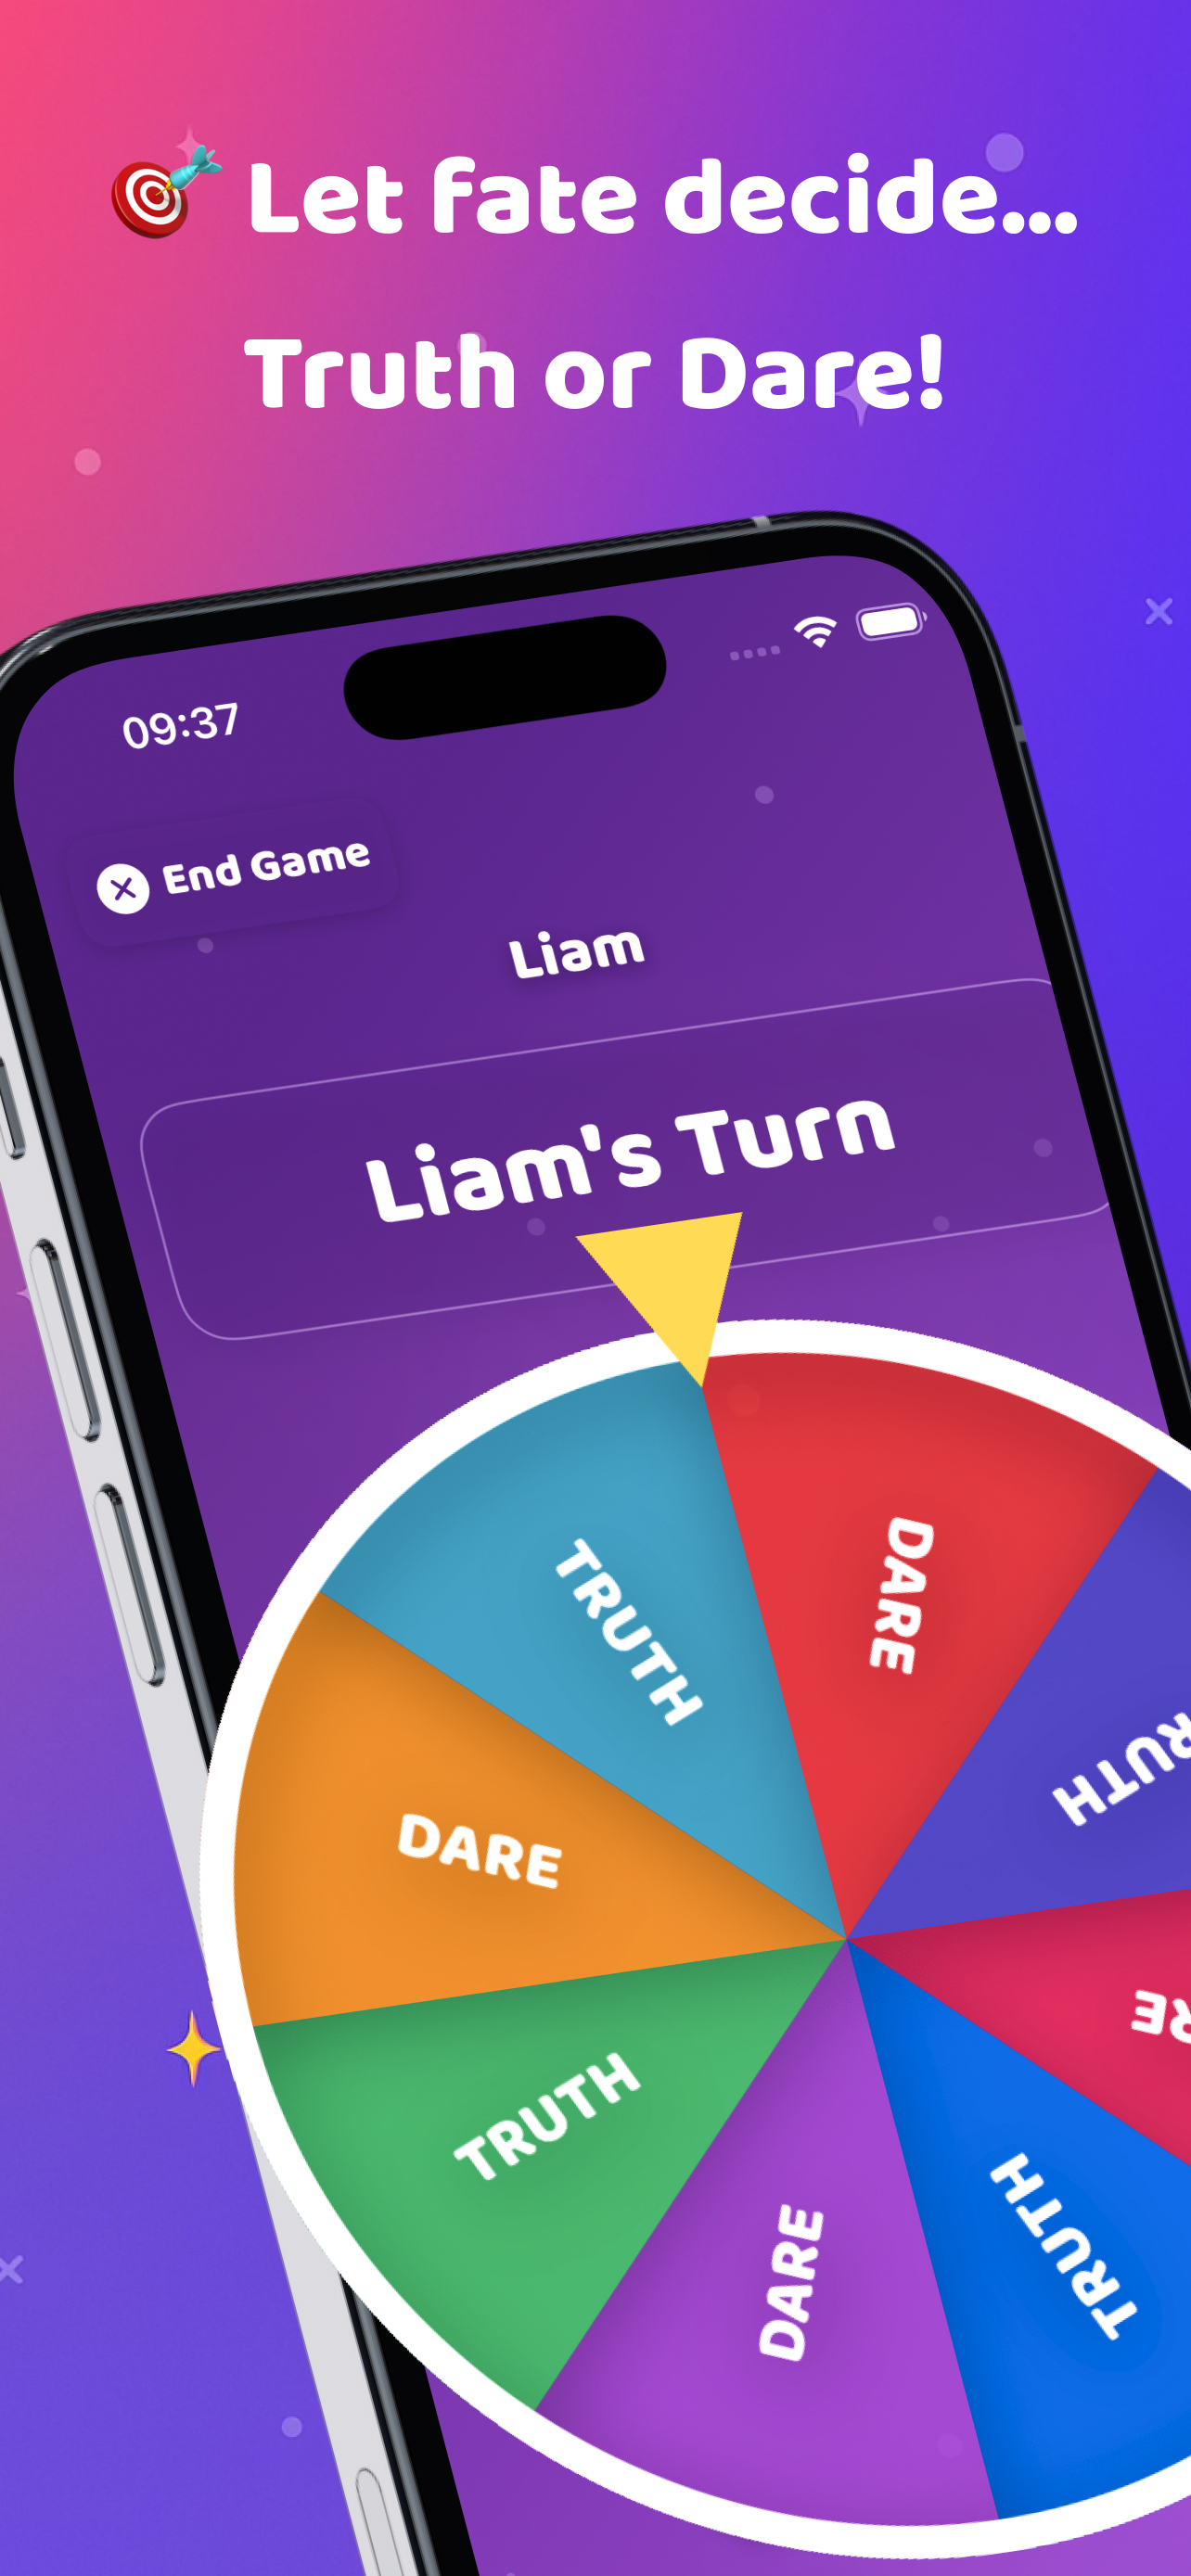 Let fate decide...
Truth or Dare!
09:37
End Game
Liam
Liam's Turn
TRUTH
DARE
RUTH
DARE
RE
TRUTH
TRUTH
DARE